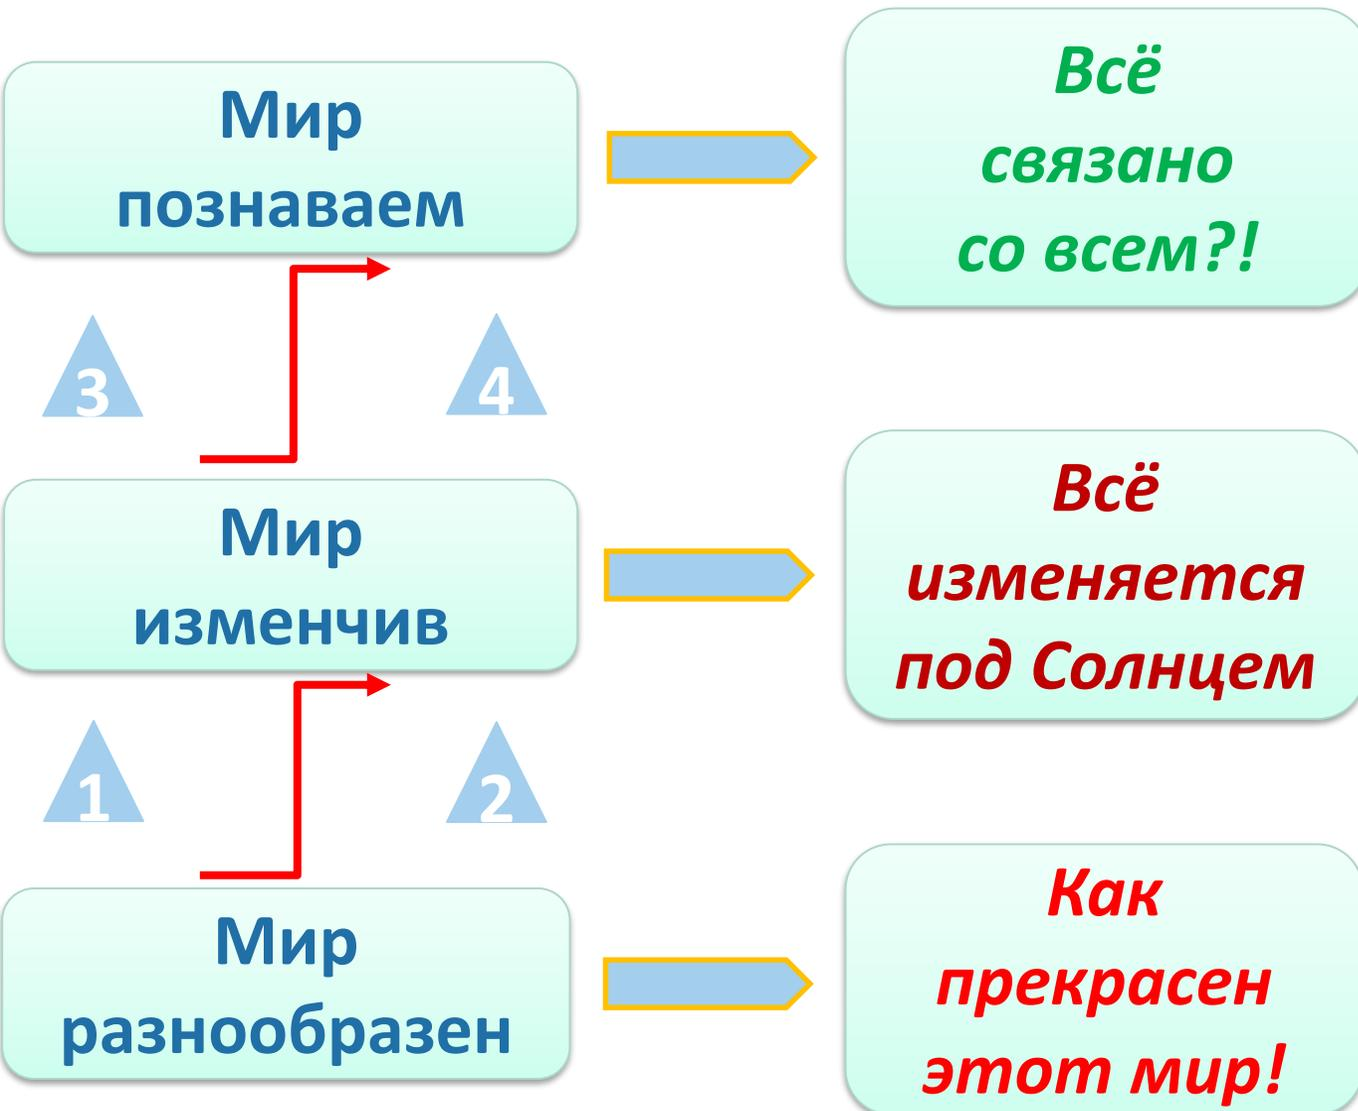 Мир
познаваем
Всё
связано
со всем?!
3
4
Мир
изменчив
Всё
изменяется
под Солнцем
1
2
Мир
разнообразен
Как
прекрасен
этот мир!